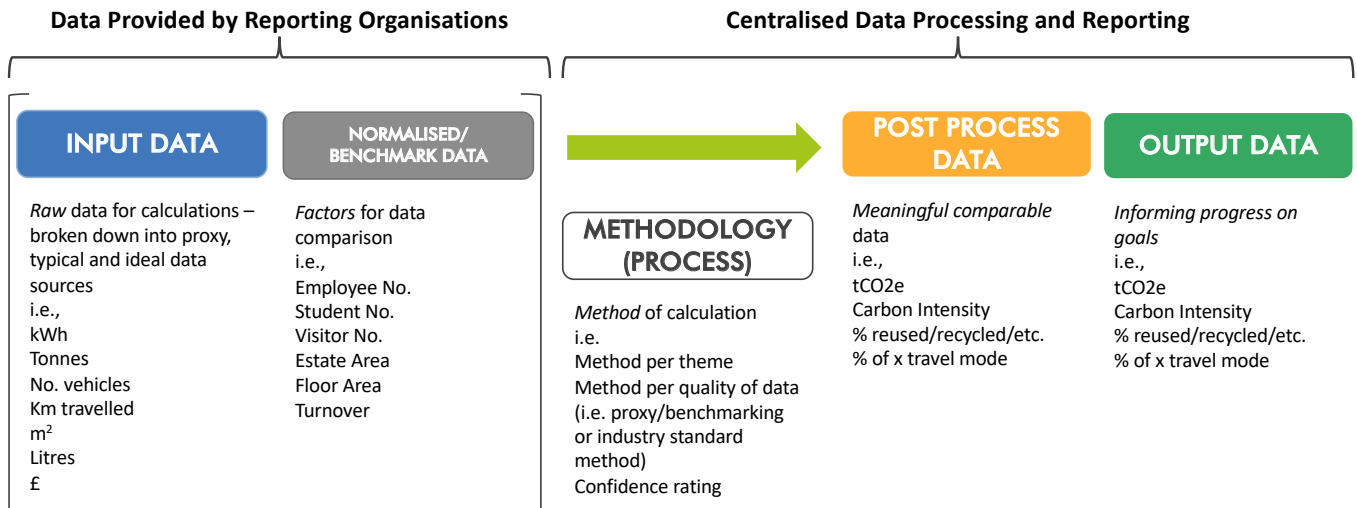 Data Provided by Reporting Organisations
Centralised Data Processing and Reporting
INPUT DATA
Raw data for calculations –
broken down into proxy,
typical and ideal data
sources
i.e.,
kWh
Tonnes
No. vehicles
Km travelled
m²
Litres
£
NORMALISED/
BENCHMARK DATA
Factors for data
comparison
i.e.,
Employee No.
Student No.
Visitor No.
Estate Area
Floor Area
Turnover
METHODOLOGY
(PROCESS)
Method of calculation
i.e.
Method per theme
Method per quality of data
(i.e. proxy/benchmarking
or industry standard
method)
Confidence rating
POST PROCESS
DATA
Meaningful comparable
data
i.e.,
tCO2e
Carbon Intensity
% reused/recycled/etc.
% of x travel mode
OUTPUT DATA
Informing progress on
goals
i.e.,
tCO2e
Carbon Intensity
% reused/recycled/etc.
% of x travel mode